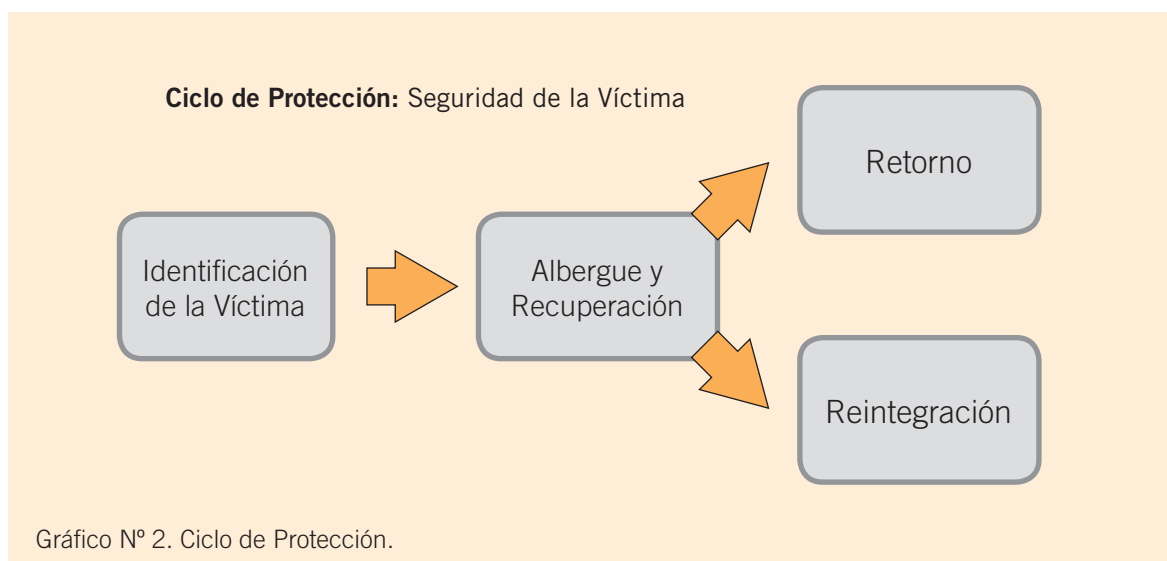 Ciclo de Protección: Seguridad de la Víctima
Identificación
de la Víctima
Albergue y
Recuperación
Retorno
Reintegración
Gráfico Nº 2. Ciclo de Protección.